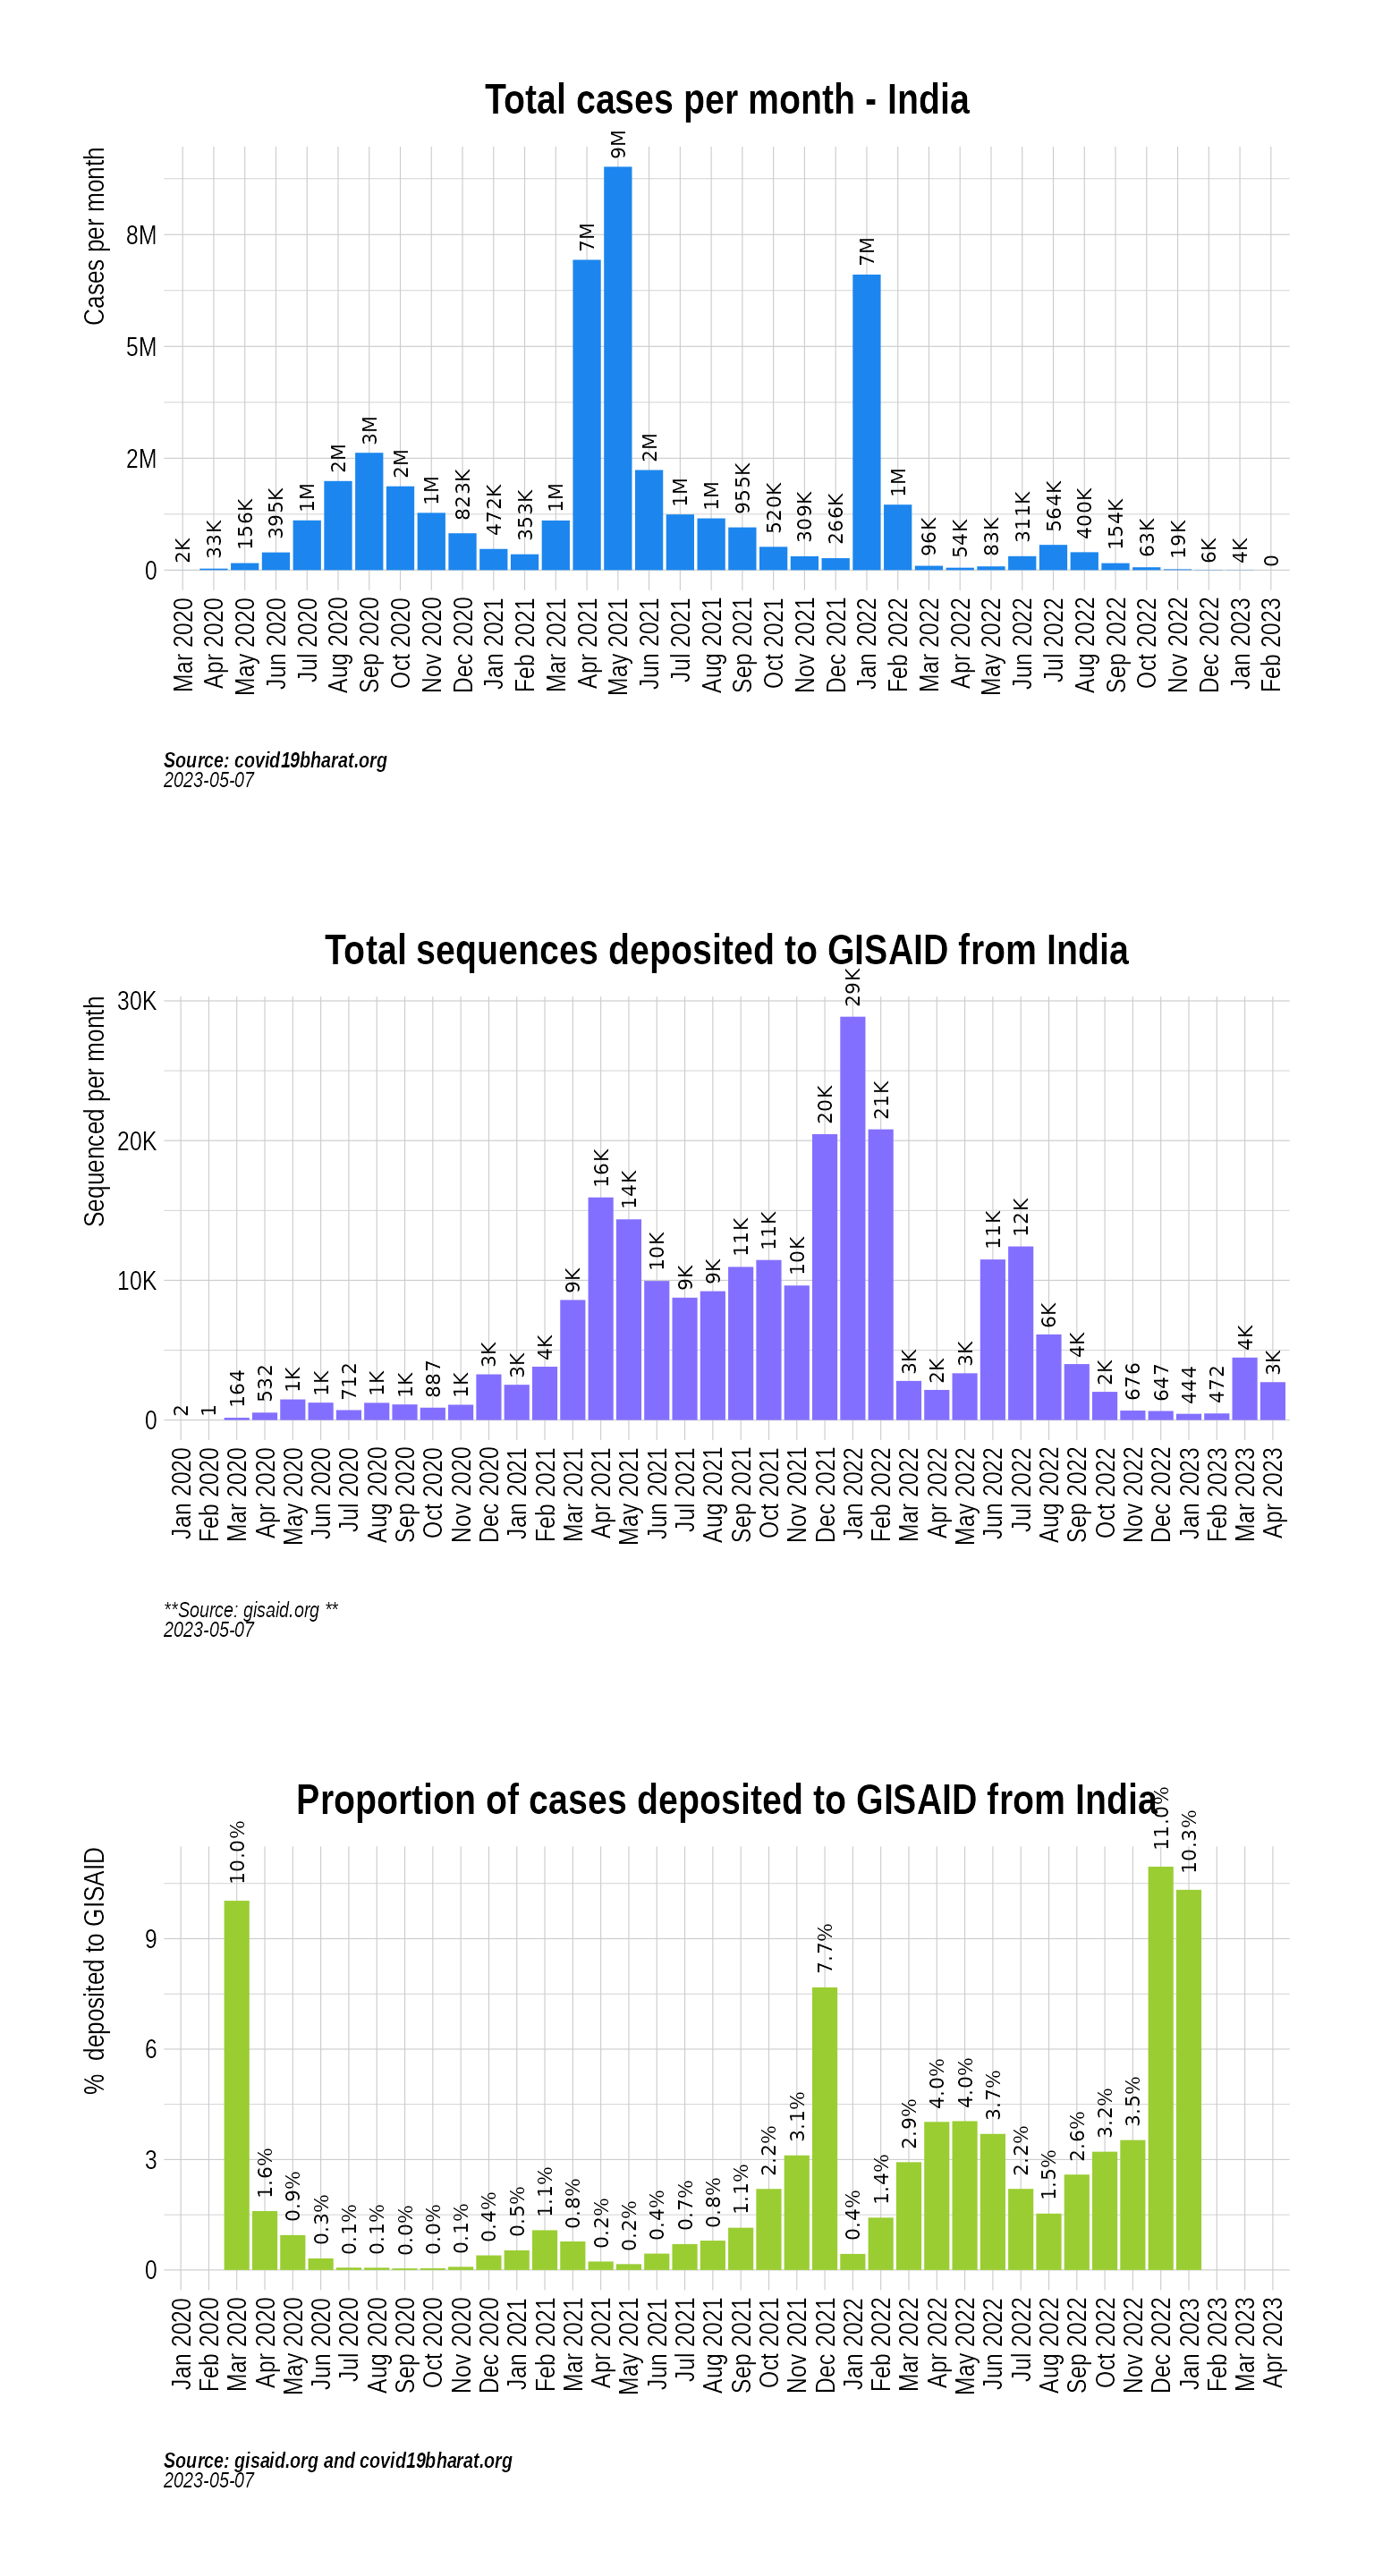 Total cases per month - India
Cases per month
8M
5M
2M
0
2K
33K
156K
395K
1M
2M
3M
2M
1M
823K
472K
353K
1M
7M
9M
2M
1M
1M
955K
520K
309K
266K
7M
1M
96K
54K
83K
311K
564K
400K
154K
63K
19K
6K
4K
0
Mar 2020
Apr 2020
May 2020
Jun 2020
Jul 2020
Aug 2020
Sep 2020
Oct 2020
Nov 2020
Dec 2020
Jan 2021
Feb 2021
Mar 2021
Apr 2021
May 2021
Jun 2021
Jul 2021
Aug 2021
Sep 2021
Oct 2021
Nov 2021
Dec 2021
Jan 2022
Feb 2022
Mar 2022
Apr 2022
May 2022
Jun 2022
Jul 2022
Aug 2022
Sep 2022
Oct 2022
Nov 2022
Dec 2022
Jan 2023
Feb 2023
Source: covid19bharat.org
2023-05-07
Total sequences deposited to GISAID from India
Sequenced per month
30K
20K
10K
0
2
1
164
532
1K
1K
712
1K
1K
887
1K
3K
3K
4K
9K
16K
14K
10K
9K
9K
11K
11K
10K
20K
29K
21K
3K
2K
3K
11K
12K
6K
4K
2K
676
647
444
472
4K
3K
Jan 2020
Feb 2020
Mar 2020
Apr 2020
May 2020
Jun 2020
Jul 2020
Aug 2020
Sep 2020
Oct 2020
Nov 2020
Dec 2020
Jan 2021
Feb 2021
Mar 2021
Apr 2021
May 2021
Jun 2021
Jul 2021
Aug 2021
Sep 2021
Oct 2021
Nov 2021
Dec 2021
Jan 2022
Feb 2022
Mar 2022
Apr 2022
May 2022
Jun 2022
Jul 2022
Aug 2022
Sep 2022
Oct 2022
Nov 2022
Dec 2022
Jan 2023
Feb 2023
Mar 2023
Apr 2023
**Source: gisaid.org **
2023-05-07
Proportion of cases deposited to GISAID from India
% deposited to GISAID
9
6
3
0
10.0%
1.6%
0.9%
0.3%
0.1%
0.1%
0.0%
0.0%
0.1%
0.4%
0.5%
1.1%
0.8%
0.2%
0.2%
0.4%
0.7%
0.8%
1.1%
2.2%
3.1%
7.7%
0.4%
1.4%
2.9%
4.0%
4.0%
3.7%
2.2%
1.5%
2.6%
3.2%
3.5%
11.0%
10.3%
Jan 2020
Feb 2020
Mar 2020
Apr 2020
May 2020
Jun 2020
Jul 2020
Aug 2020
Sep 2020
Oct 2020
Nov 2020
Dec 2020
Jan 2021
Feb 2021
Mar 2021
Apr 2021
May 2021
Jun 2021
Jul 2021
Aug 2021
Sep 2021
Oct 2021
Nov 2021
Dec 2021
Jan 2022
Feb 2022
Mar 2022
Apr 2022
May 2022
Jun 2022
Jul 2022
Aug 2022
Sep 2022
Oct 2022
Nov 2022
Dec 2022
Jan 2023
Feb 2023
Mar 2023
Apr 2023
Source: gisaid.org and covid19bharat.org
2023-05-07